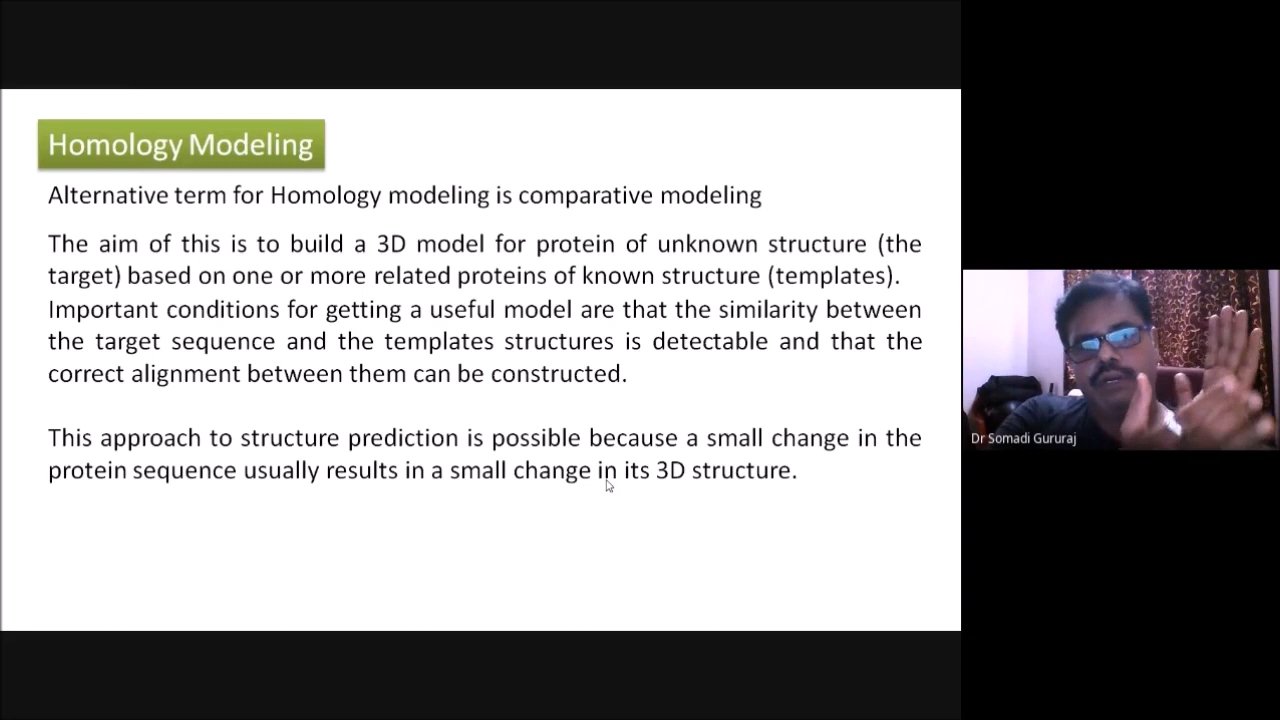 Homology Modeling
Alternative term for Homology modeling is comparative modeling
The aim of this is to build a 3D model for protein of unknown structure (the
target) based on one or more related proteins of known structure (templates).
Important conditions for getting a useful model are that the similarity between
the target sequence and the templates structures is detectable and that the
correct alignment between them can be constructed.
This approach to structure prediction is possible because a small change in the
protein sequence usually results in a small change in its 3D structure.
Dr Somadi Gururaj